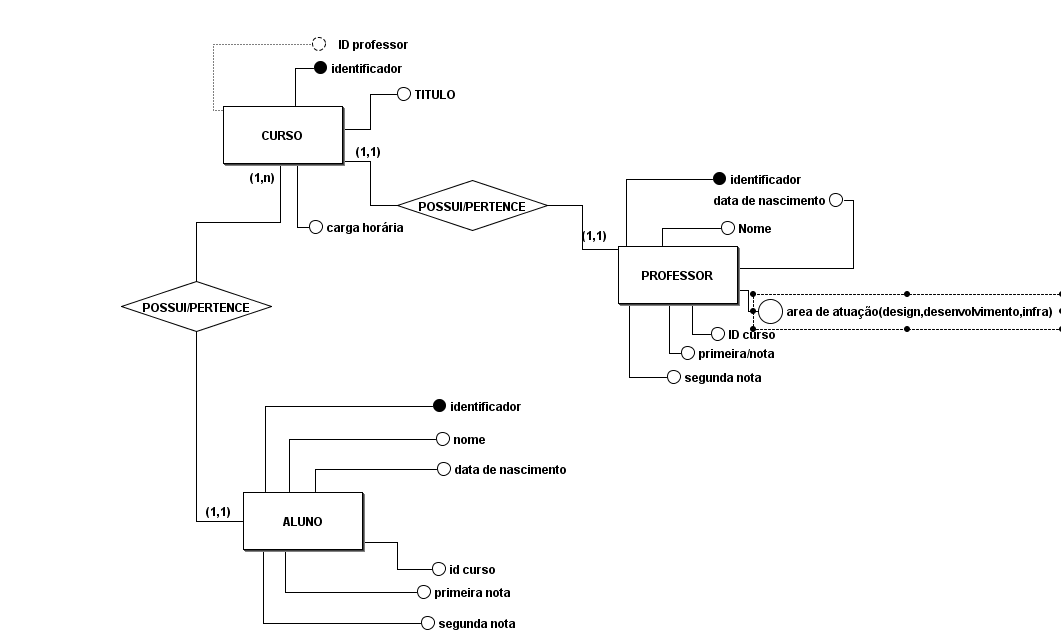 ID professor
identificador
TITULO
CURSO
(1,1)
(1,n)
carga horária
POSSUI/PERTENCE
(1,1)
identificador
data de nascimento
Nome
PROFESSOR
area de atuação(design,desenvolvimento,infra)
ID curso
primeira/nota
segunda nota
POSSUI/PERTENCE
(1,1)
identificador
nome
data de nascimento
ALUNO
id curso
primeira nota
segunda nota